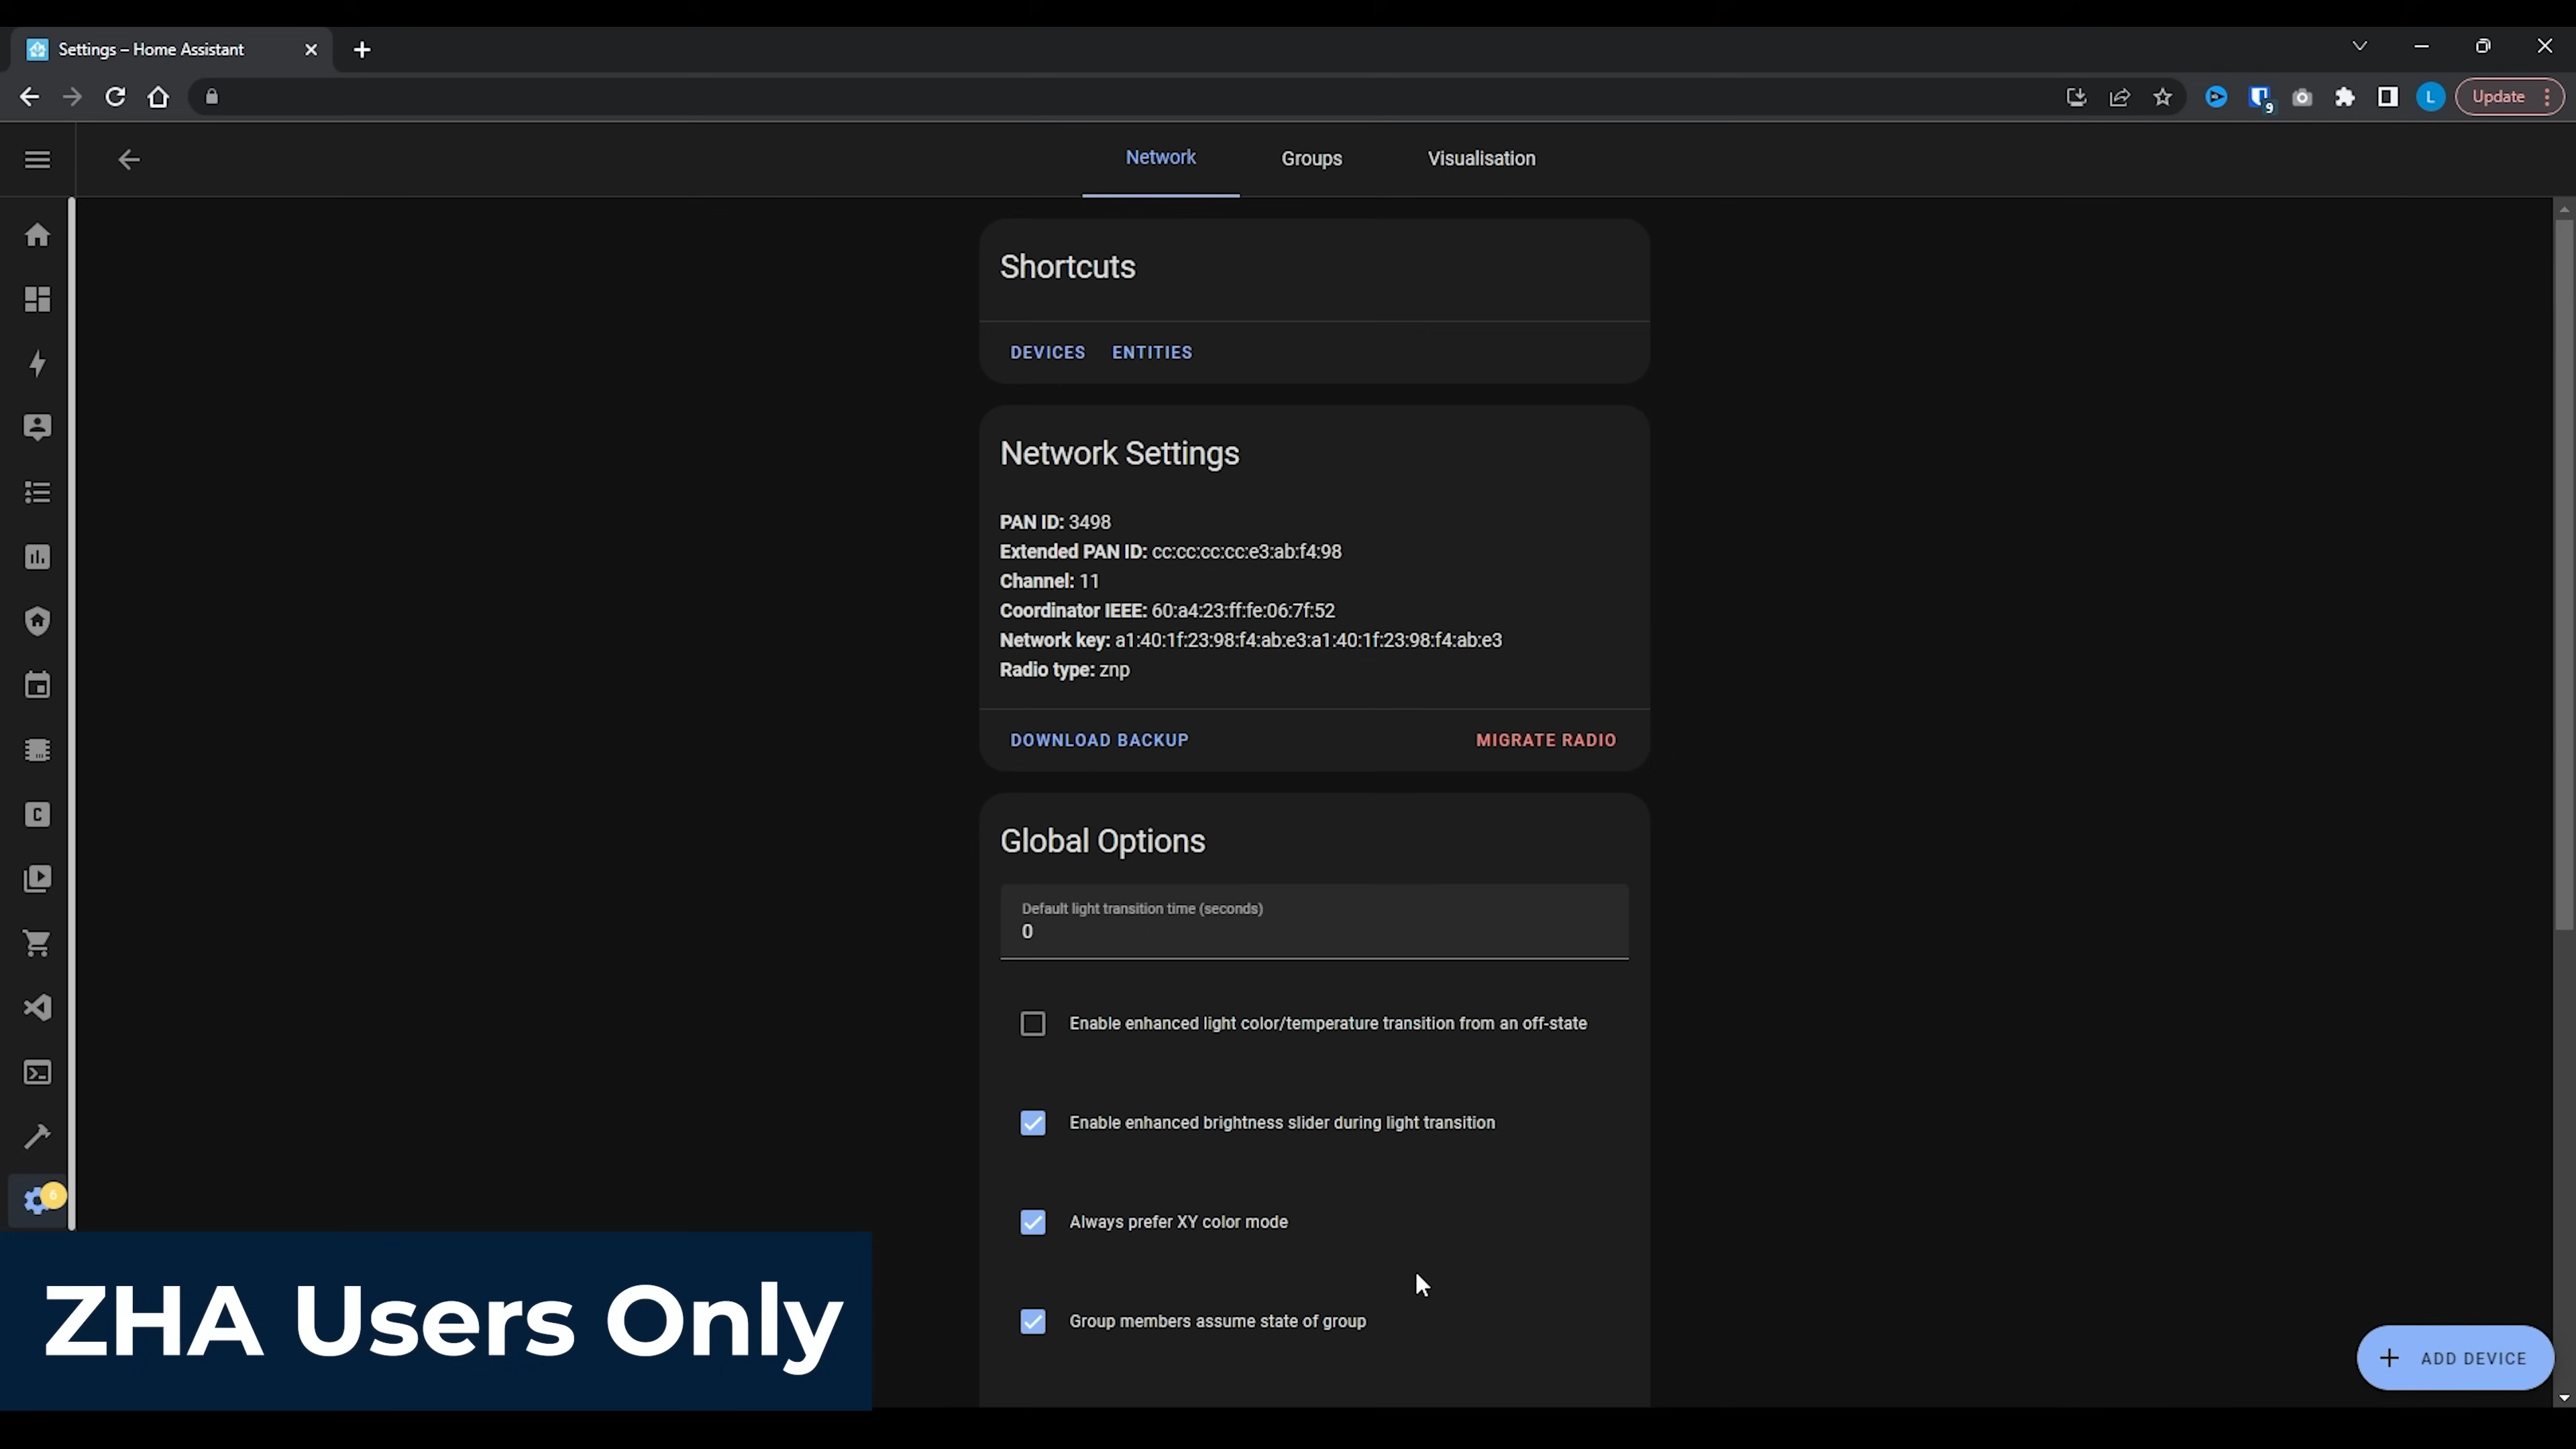 Settings – Home Assistant
9
L
Update
Network
Groups
Visualisation
Shortcuts
DEVICES
ENTITIES
Network Settings
PAN ID: 3498
Extended PAN ID: cc:cc:cc:cc:e3:ab:f4:98
Channel: 11
Coordinator IEEE: 60:a4:23:ff:fe:06:7f:52
Network key: a1:40:1f:23:98:f4:ab:e3:a1:40:1f:23:98:f4:ab:e3
Radio type: znp
DOWNLOAD BACKUP
MIGRATE RADIO
C
Global Options
Default light transition time (seconds)
0
Enable enhanced light color/temperature transition from an off-state
Enable enhanced brightness slider during light transition
6
Always prefer XY color mode
Group members assume state of group
ZHA Users Only
ADD DEVICE